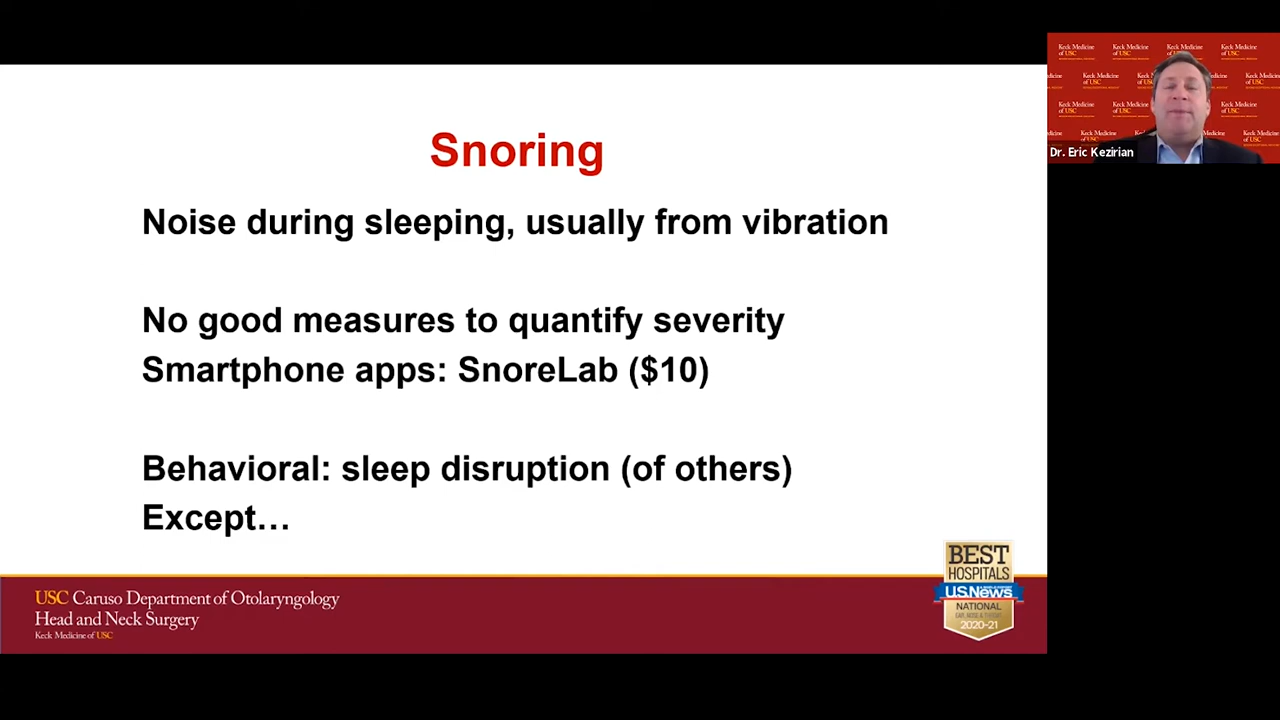 Snoring
Noise during sleeping, usually from vibration
No good measures to quantify severity
Smartphone apps: SnoreLab ($10)
Behavioral: sleep disruption (of others)
Except…
USC Caruso Department of Otolaryngology
Head and Neck Surgery
Keck Medicine of USC
BEST
HOSPITALS
U.S.News
NATIONAL
EAR, NOSE & THROAT
2020-21
Keck Medicine
of USC
Dr. Eric Kezirian